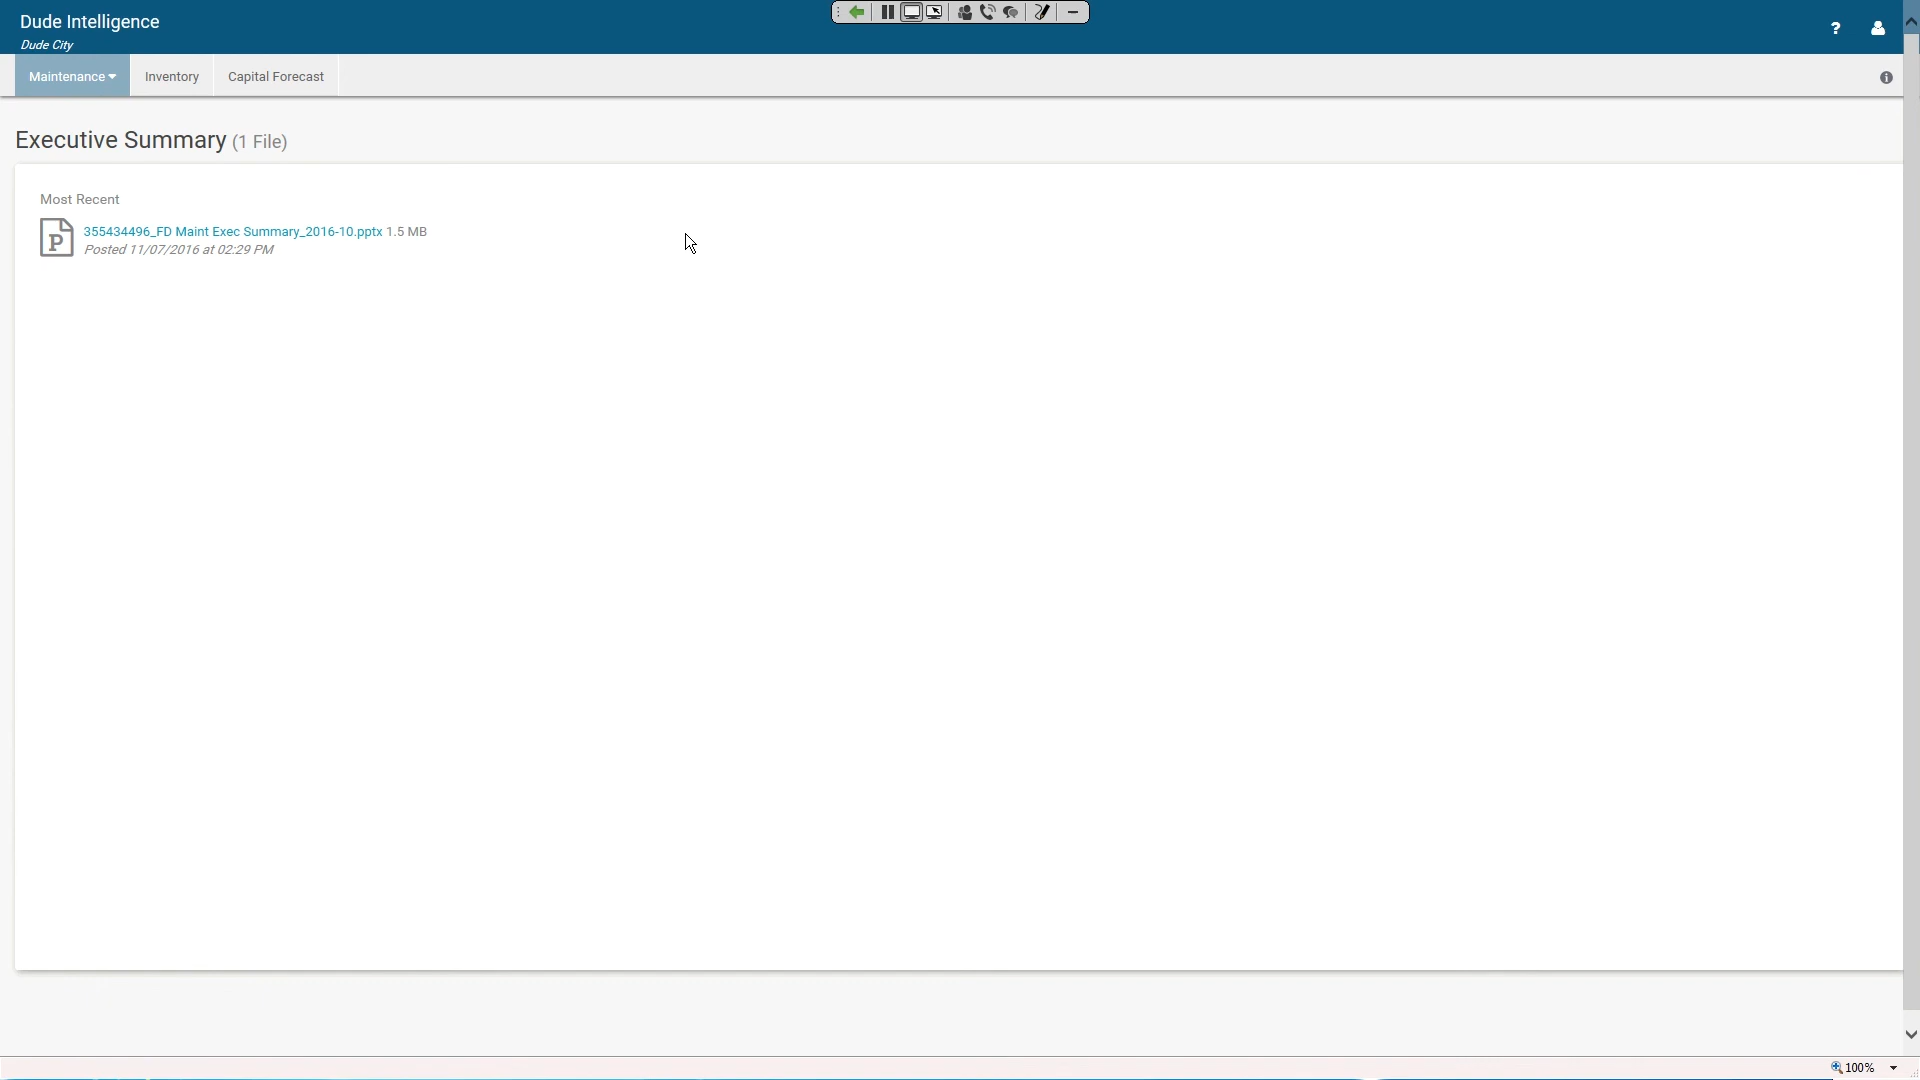 Dude Intelligence
Dude City
?
Maintenance
Inventory
Capital Forecast
Executive Summary (1 File)
Most Recent
P
355434496_FD Maint Exec Summary_2016-10.pptx 1.5 MB
Posted 11/07/2016 at 02:29 PM
100%